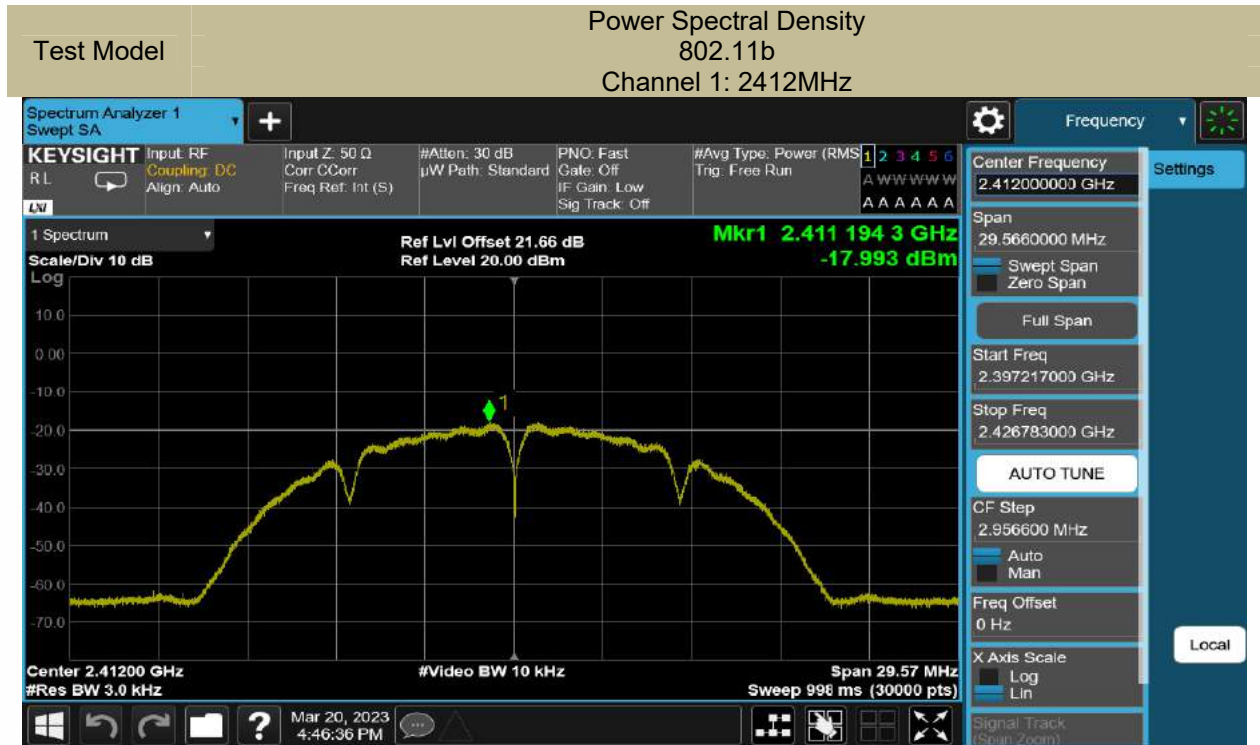 Test Model
Power Spectral Density
802.11b
Channel 1: 2412MHz
Spectrum Analyzer 1
Swept SA
+
Frequency
KEYSIGHT
RL
LXI
Input: RF
Coupling: DC
Align: Auto
Input Z: 50 Ω
Corr CCorr
Freq Ref: Int (S)
#Atten: 30 dB
µW Path: Standard
PNO: Fast
Gate: Off
IF Gain: Low
Sig Track: Off
#Avg Type: Power (RMS
Trig: Free Run
1 2 3 4 5 6
A W W W W W
A A A A A A
1 Spectrum
Scale/Div 10 dB
Log
Ref Lvl Offset 21.66 dB
Ref Level 20.00 dBm
Mkr1 2.411 194 3 GHz
-17.993 dBm
10.0
0.00
-10.0
-20.0
-30.0
-40.0
-50.0
-60.0
-70.0
1
Center 2.41200 GHz
#Res BW 3.0 kHz
#Video BW 10 kHz
Span 29.57 MHz
Sweep 998 ms (30000 pts)
Center Frequency
2.412000000 GHz
Settings
Span
29.5660000 MHz
Swept Span
Zero Span
Full Span
Start Freq
2.397217000 GHz
Stop Freq
2.426783000 GHz
AUTO TUNE
CF Step
2.956600 MHz
Auto
Man
Freq Offset
0 Hz
X Axis Scale
Log
Lin
Signal Track
(Span Zoom)
Local
?
Mar 20, 2023
4:46:36 PM